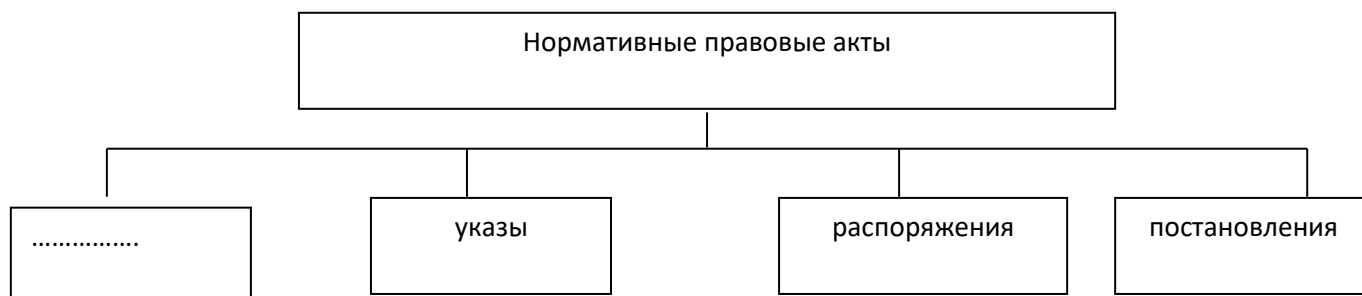 Нормативные правовые акты
…………….
указы
распоряжения
постановления